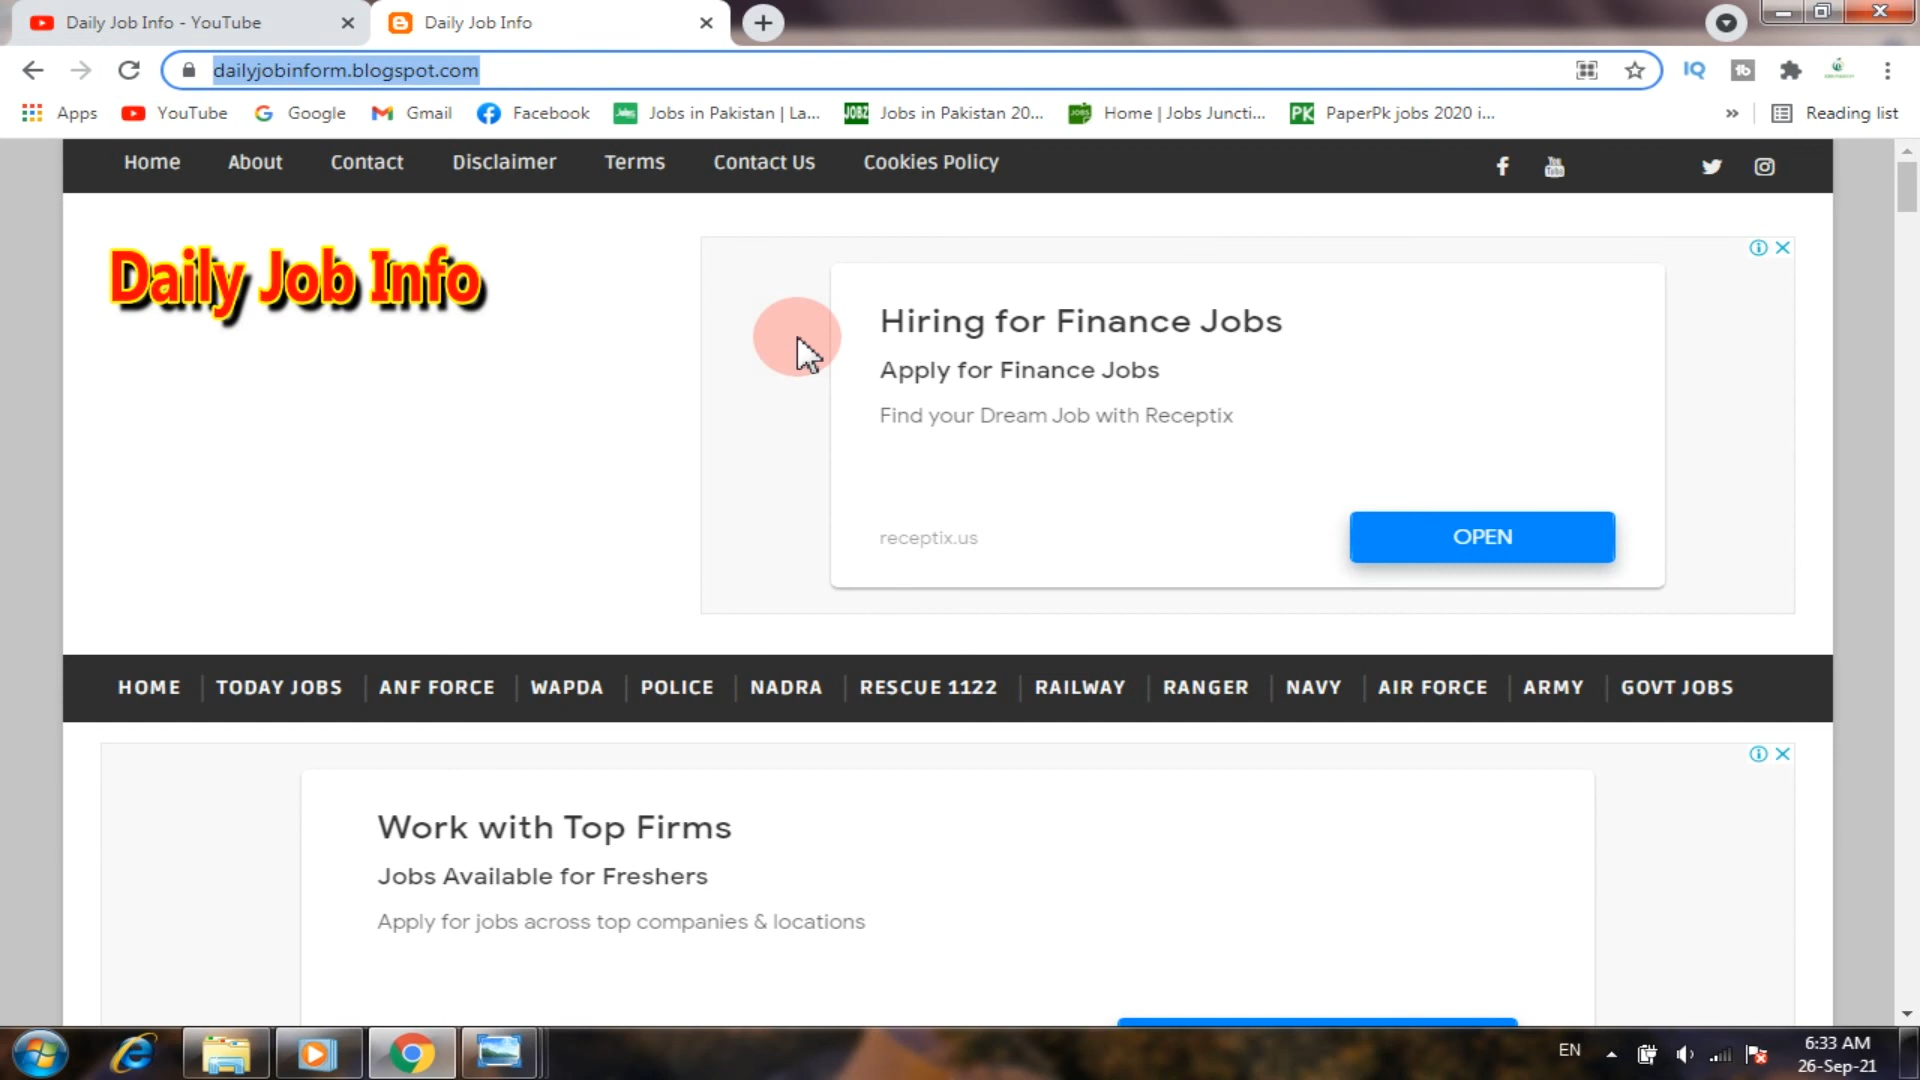 Daily Job Info - YouTube
Daily Job Info
dailyjobinform.blogspot.com
IQ
tb
Apps YouTube Google Gmail Facebook Jobs in Pakistan | La... JOBZ Jobs in Pakistan 20... Home | Jobs Juncti... PK PaperPk jobs 2020 i... » Reading list
Home About Contact Disclaimer Terms Contact Us Cookies Policy
Daily Job Info
Hiring for Finance Jobs
Apply for Finance Jobs
Find your Dream Job with Receptix
receptix.us
OPEN
HOME TODAY JOBS ANF FORCE WAPDA POLICE NADRA RESCUE 1122 RAILWAY RANGER NAVY AIR FORCE ARMY GOVT JOBS
Work with Top Firms
Jobs Available for Freshers
Apply for jobs across top companies & locations
EN
6:33 AM
26-Sep-21